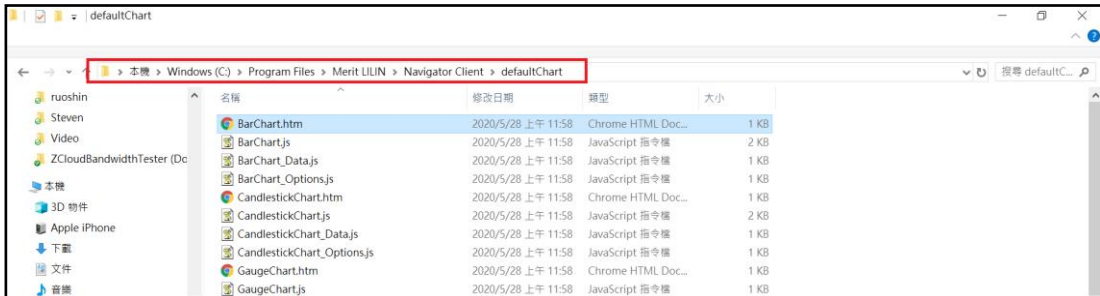 defaultChart
本機 > Windows (C:) > Program Files > Merit LILIN > Navigator Client > defaultChart
搜尋 defaultC...
名稱 修改日期 類型 大小
ruoshin
Steven
Video
ZCloudBandwidthTester (Do
本機
3D 物件
Apple iPhone
下載
文件
音樂
BarChart.htm 2020/5/28 上午 11:58 Chrome HTML Doc... 1 KB
BarChart.js 2020/5/28 上午 11:58 JavaScript 指令檔 2 KB
BarChart_Data.js 2020/5/28 上午 11:58 JavaScript 指令檔 1 KB
BarChart_Options.js 2020/5/28 上午 11:58 JavaScript 指令檔 1 KB
CandlestickChart.htm 2020/5/28 上午 11:58 Chrome HTML Doc... 1 KB
CandlestickChart.js 2020/5/28 上午 11:58 JavaScript 指令檔 2 KB
CandlestickChart_Data.js 2020/5/28 上午 11:58 JavaScript 指令檔 1 KB
CandlestickChart_Options.js 2020/5/28 上午 11:58 JavaScript 指令檔 1 KB
GaugeChart.htm 2020/5/28 上午 11:58 Chrome HTML Doc... 1 KB
GaugeChart.js 2020/5/28 上午 11:58 JavaScript 指令檔 1 KB